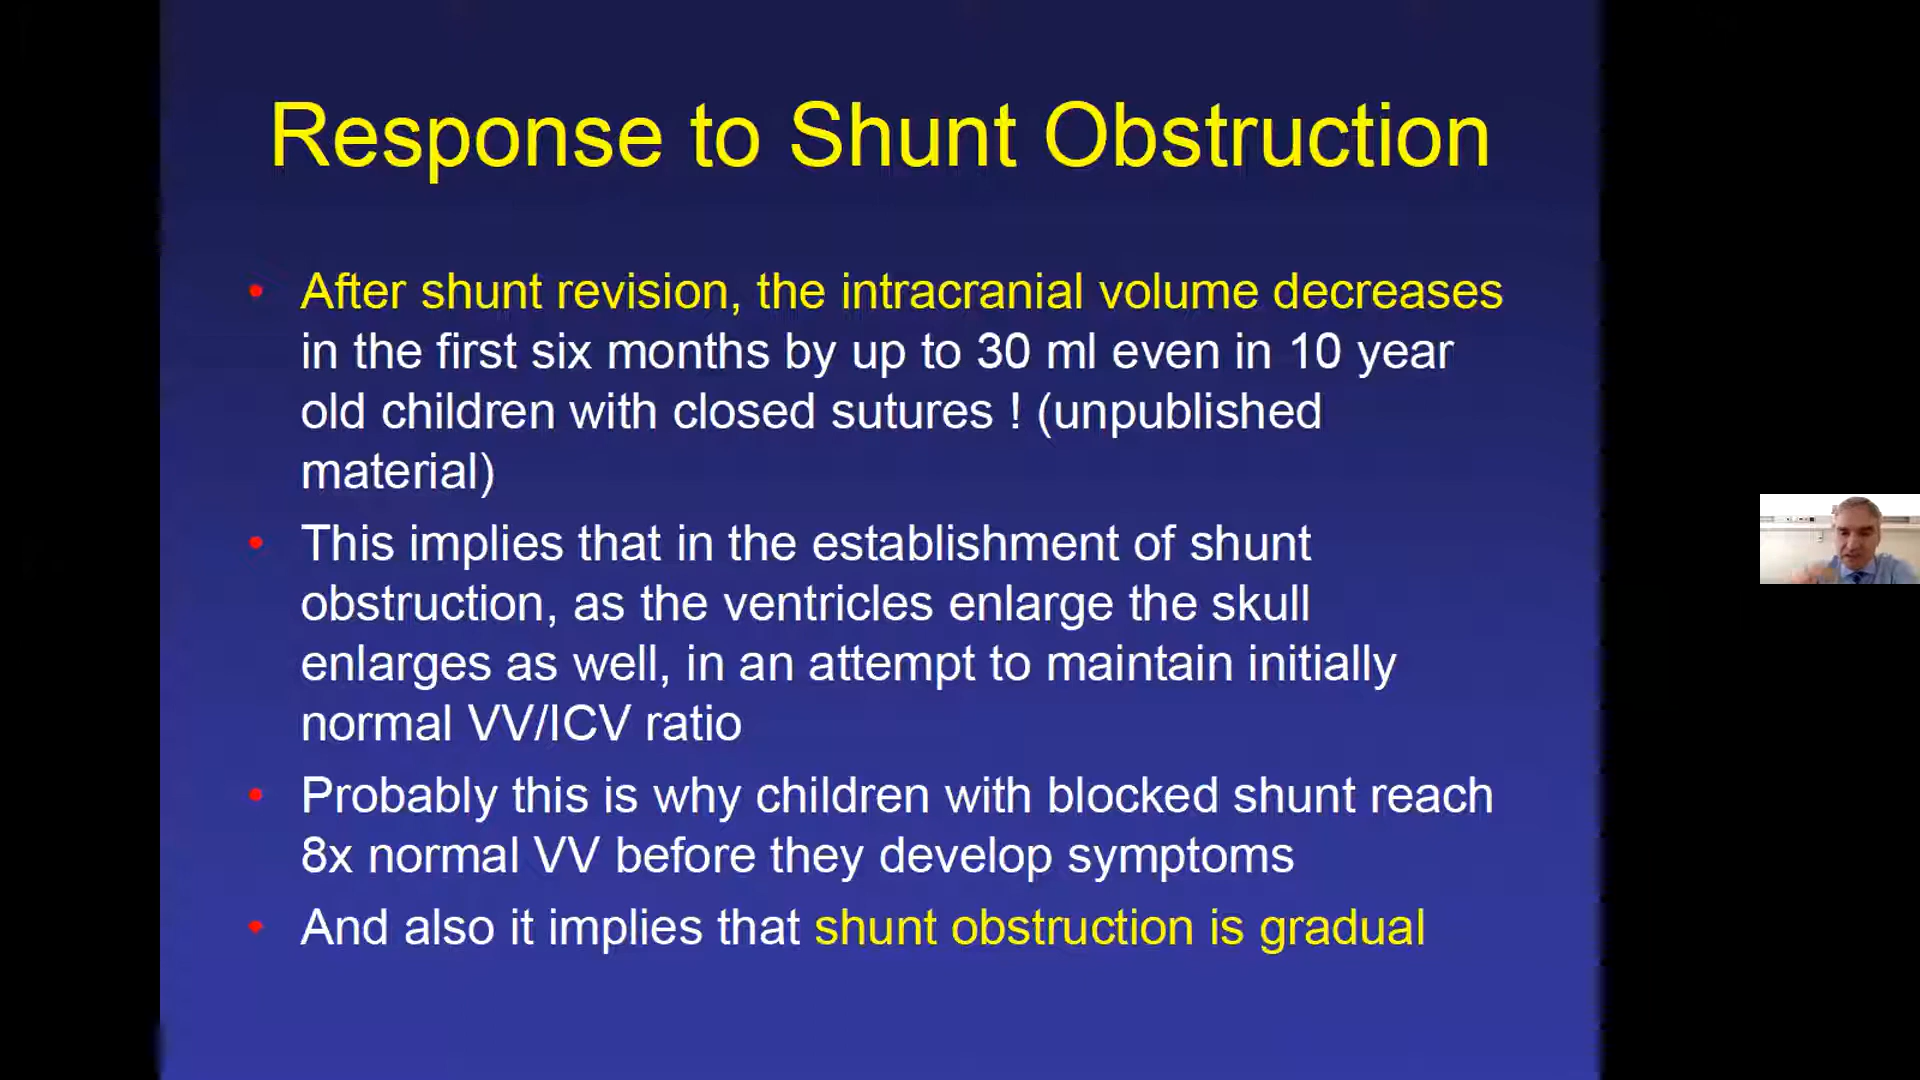 Response to Shunt Obstruction
• After shunt revision, the intracranial volume decreases
in the first six months by up to 30 ml even in 10 year
old children with closed sutures ! (unpublished
material)
• This implies that in the establishment of shunt
obstruction, as the ventricles enlarge the skull
enlarges as well, in an attempt to maintain initially
normal VV/ICV ratio
• Probably this is why children with blocked shunt reach
8x normal VV before they develop symptoms
• And also it implies that shunt obstruction is gradual